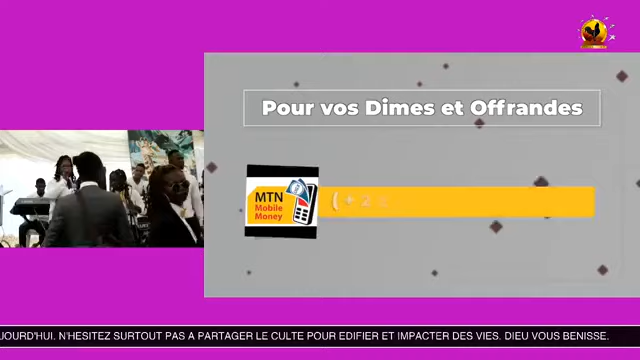 Pour vos Dimes et Offrandes
MTN
Mobile
Money
( + 2
JOURD'HUI. N'HESITEZ SURTOUT PAS A PARTAGER LE CULTE POUR EDIFIER ET IMPACTER DES VIES. DIEU VOUS BENISSE.